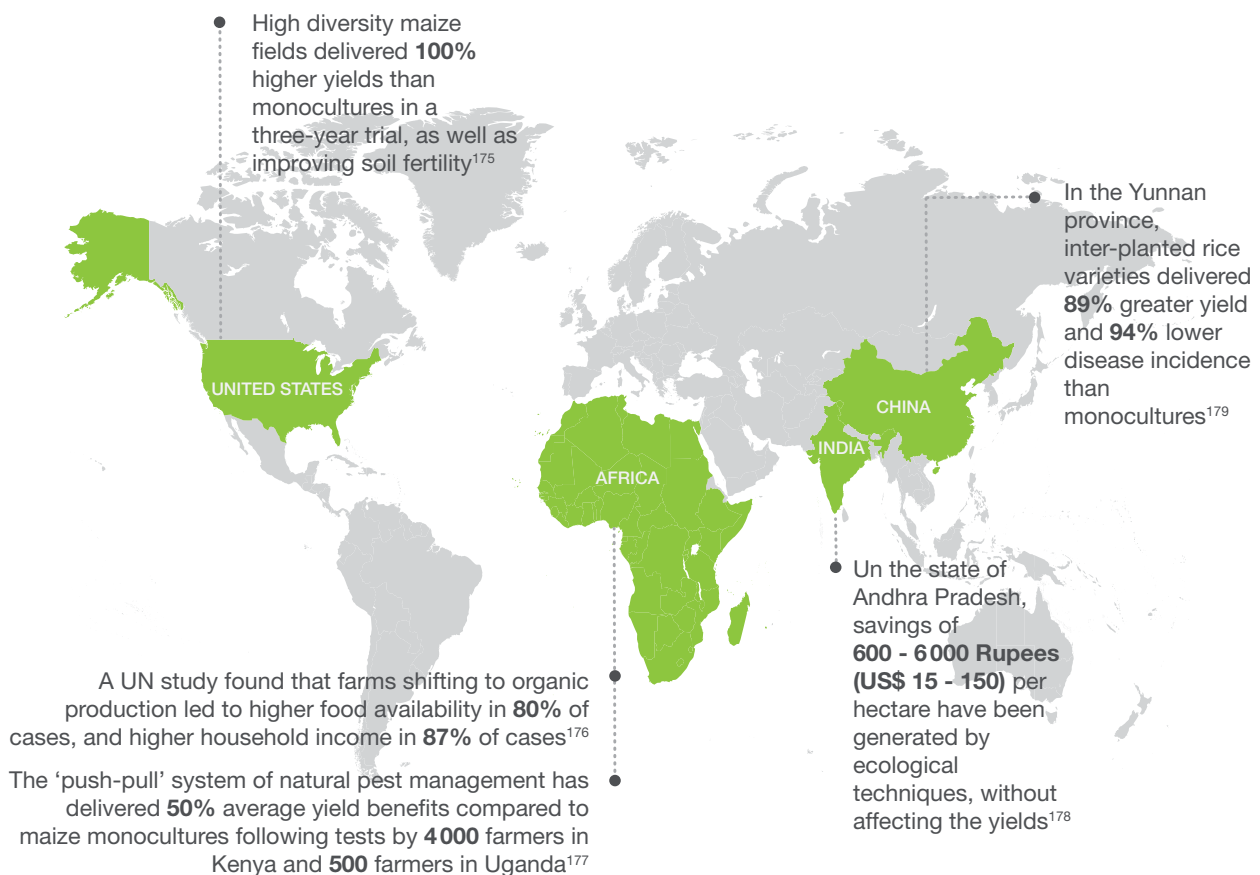 High diversity maize
fields delivered 100%
higher yields than
monocultures in a
three-year trial, as well as
improving soil fertility175
In the Yunnan
province,
inter-planted rice
varieties delivered
89% greater yield
and 94% lower
disease incidence
than
monocultures179
UNITED STATES
CHINA
INDIA
AFRICA
Un the state of
Andhra Pradesh,
savings of
600 - 6000 Rupees
(US$ 15 - 150) per
hectare have been
generated by
ecological
techniques, without
affecting the yields178
A UN study found that farms shifting to organic
production led to higher food availability in 80% of
cases, and higher household income in 87% of cases176
The ‘push-pull’ system of natural pest management has
delivered 50% average yield benefits compared to
maize monocultures following tests by 4000 farmers in
Kenya and 500 farmers in Uganda177